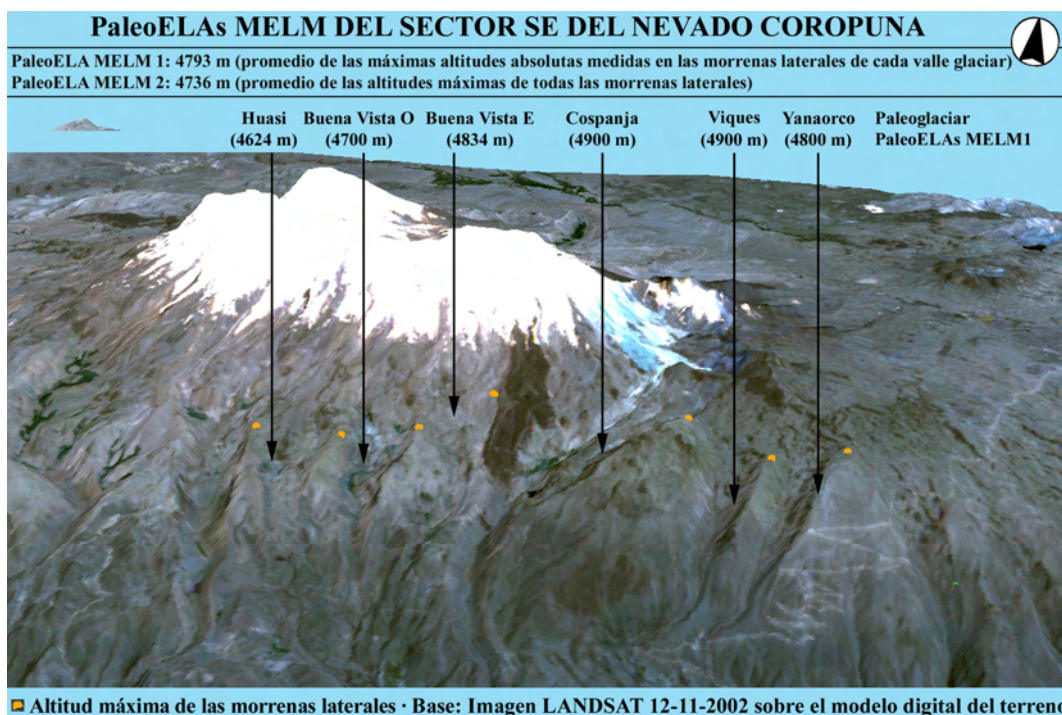 PaleoELAs MELM DEL SECTOR SE DEL NEVADO COROPUNA
PaleoELA MELM 1: 4793 m (promedio de las máximas altitudes absolutas medidas en las morrenas laterales de cada valle glaciar)
PaleoELA MELM 2: 4736 m (promedio de las altitudes máximas de todas las morrenas laterales)
Huasi Buena Vista O Buena Vista E Cospanja Viques Yanaorco Paleoglaciar
(4624 m) (4700 m) (4834 m) (4900 m) (4900 m) (4800 m) PaleoELAs MELM1
Altitud máxima de las morrenas laterales · Base: Imagen LANDSAT 12-11-2002 sobre el modelo digital del terreno